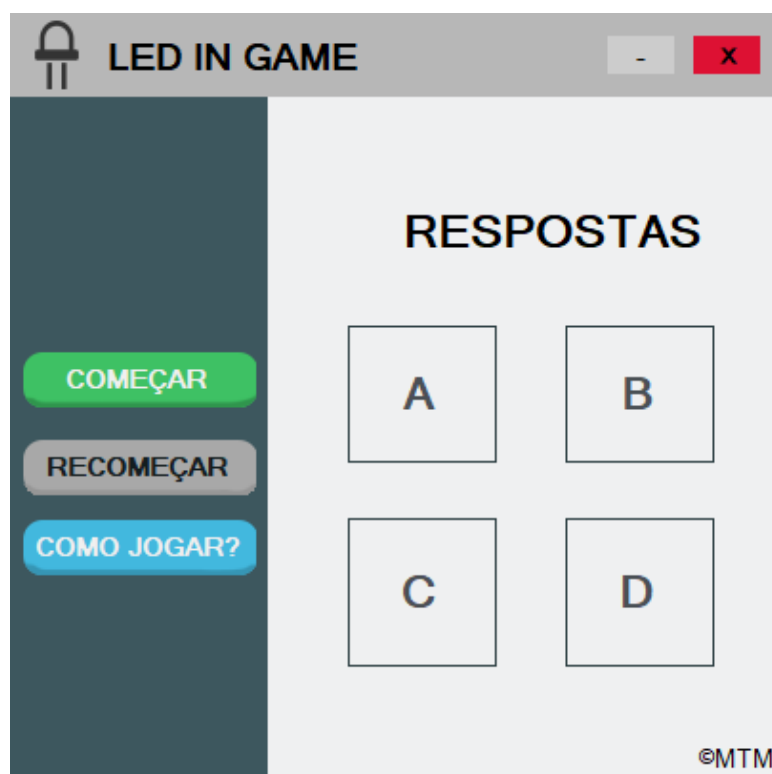 LED IN GAME
-
X
RESPOSTAS
COMEÇAR
RECOMEÇAR
COMO JOGAR?
A
B
C
D
©MTM